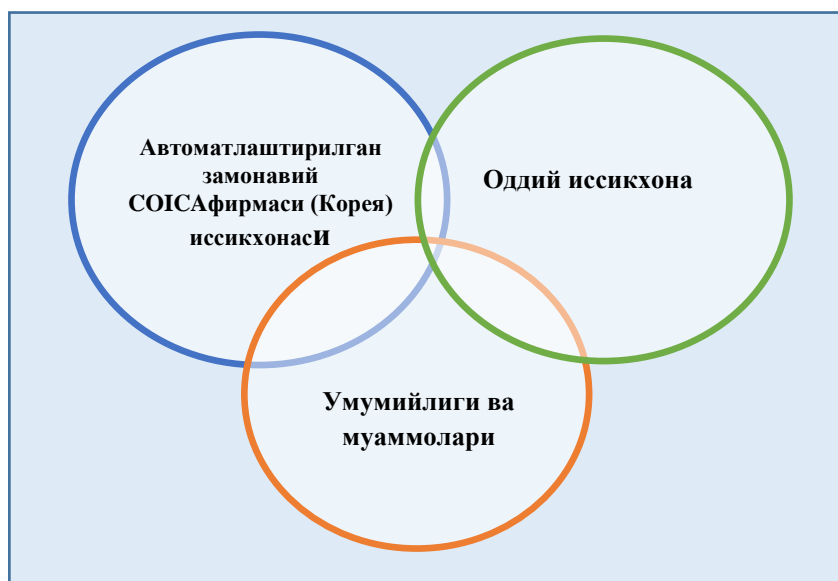 Автоматлаштирилган
замонавий
COICAфирмаси (Корея)
иссикхонаси
Оддий иссикхона
Умумийлиги ва
муаммолари